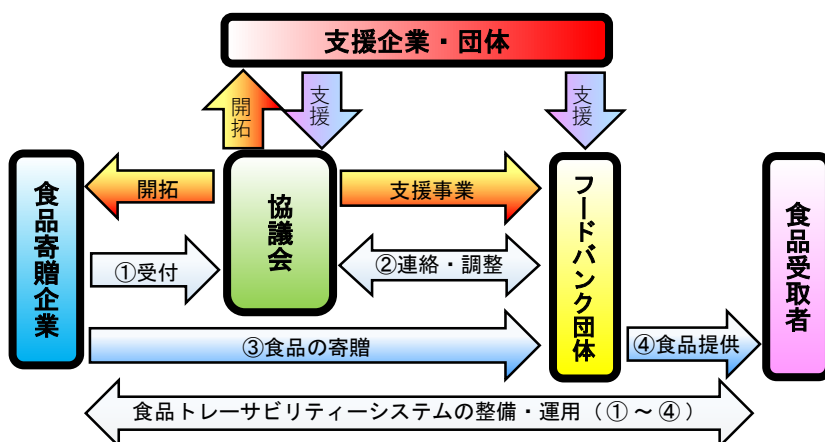 支援企業・団体
開拓
支援
支援
食品寄贈企業
開拓
協議会
支援事業
フードバンク団体
食品受取者
①受付
②連絡・調整
③食品の寄贈
④食品提供
食品トレーサビリティーシステムの整備・運用（①～④）